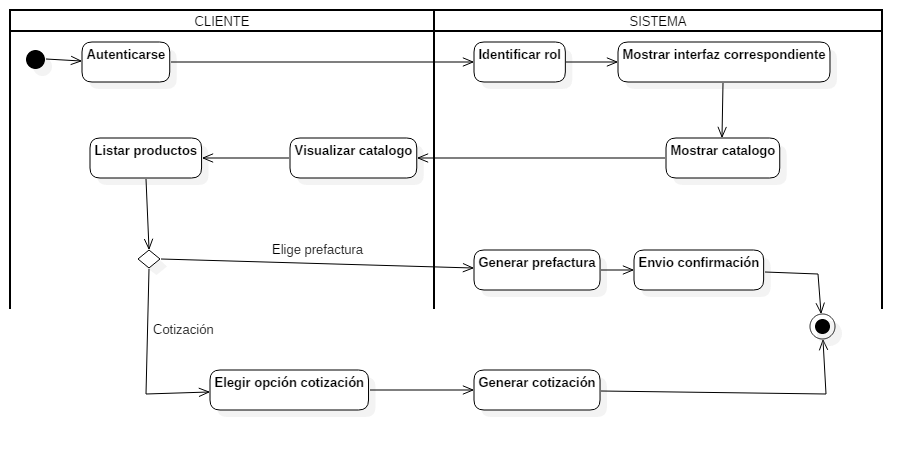 CLIENTE
SISTEMA
Autenticarse
Identificar rol
Mostrar interfaz correspondiente
Listar productos
Visualizar catalogo
Mostrar catalogo
Elige prefactura
Generar prefactura
Envio confirmación
Cotización
Elegir opción cotización
Generar cotización